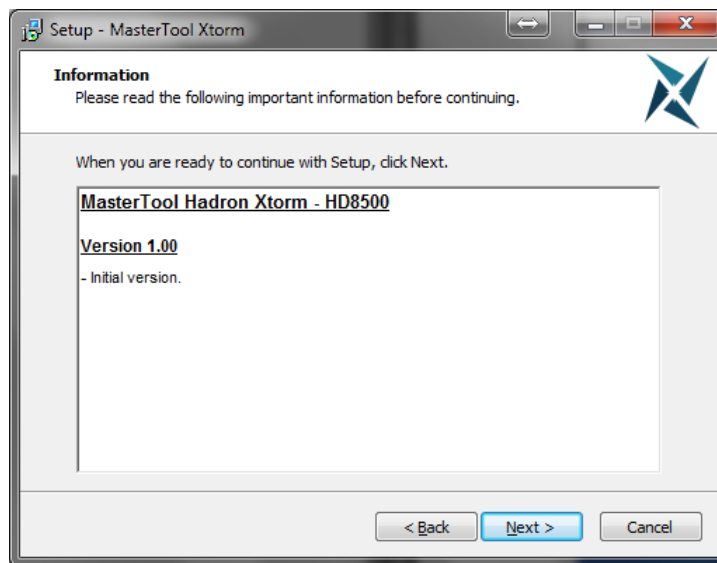 Setup - MasterTool Xtorm
Information
Please read the following important information before continuing.
When you are ready to continue with Setup, click Next.
MasterTool Hadron Xtorm - HD8500
Version 1.00
- Initial version.
< Back
Next >
Cancel